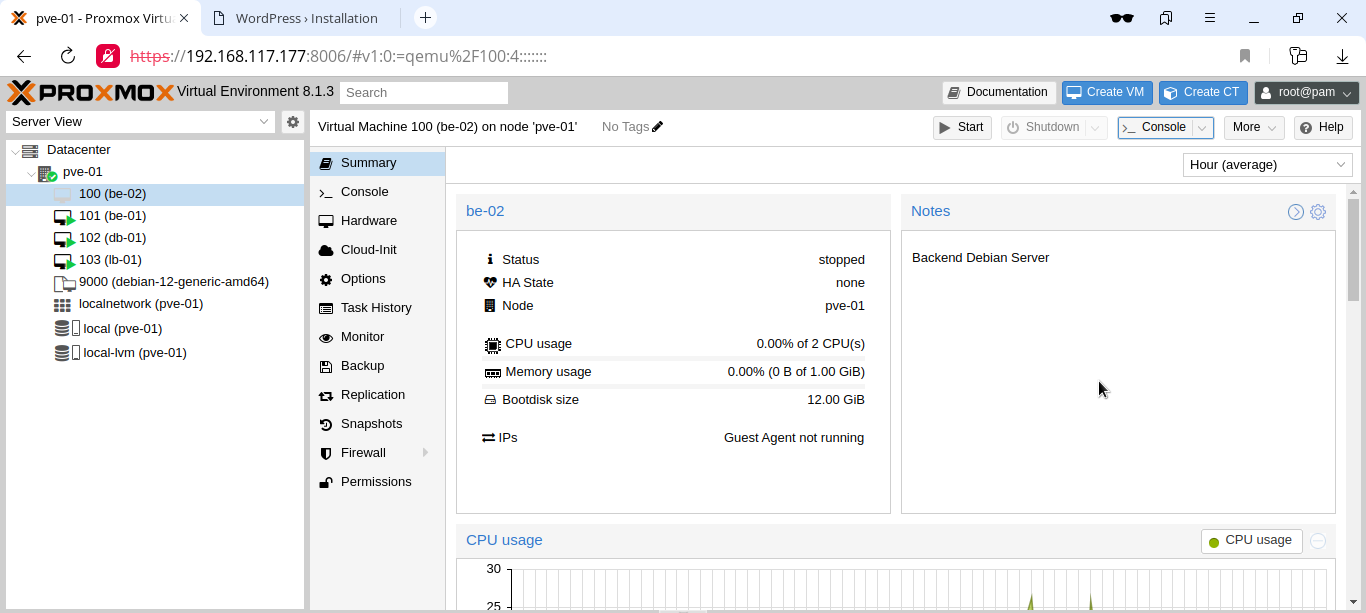 pve-01 - Proxmox Virtu
WordPress › Installation
https://192.168.117.177:8006/#v1:0:=qemu%2F100:4:::::::
PROXMOX Virtual Environment 8.1.3
Search
Documentation
Create VM
Create CT
root@pam
Server View
Virtual Machine 100 (be-02) on node 'pve-01'
No Tags
Start
Shutdown
Console
More
Help
Datacenter
pve-01
100 (be-02)
101 (be-01)
102 (db-01)
103 (lb-01)
9000 (debian-12-generic-amd64)
localnetwork (pve-01)
local (pve-01)
local-lvm (pve-01)
Summary
Console
Hardware
Cloud-Init
Options
Task History
Monitor
Backup
Replication
Snapshots
Firewall
Permissions
Hour (average)
be-02
Status stopped
HA State none
Node pve-01
CPU usage 0.00% of 2 CPU(s)
Memory usage 0.00% (0 B of 1.00 GiB)
Bootdisk size 12.00 GiB
IPs Guest Agent not running
Notes
Backend Debian Server
CPU usage
CPU usage
30
25